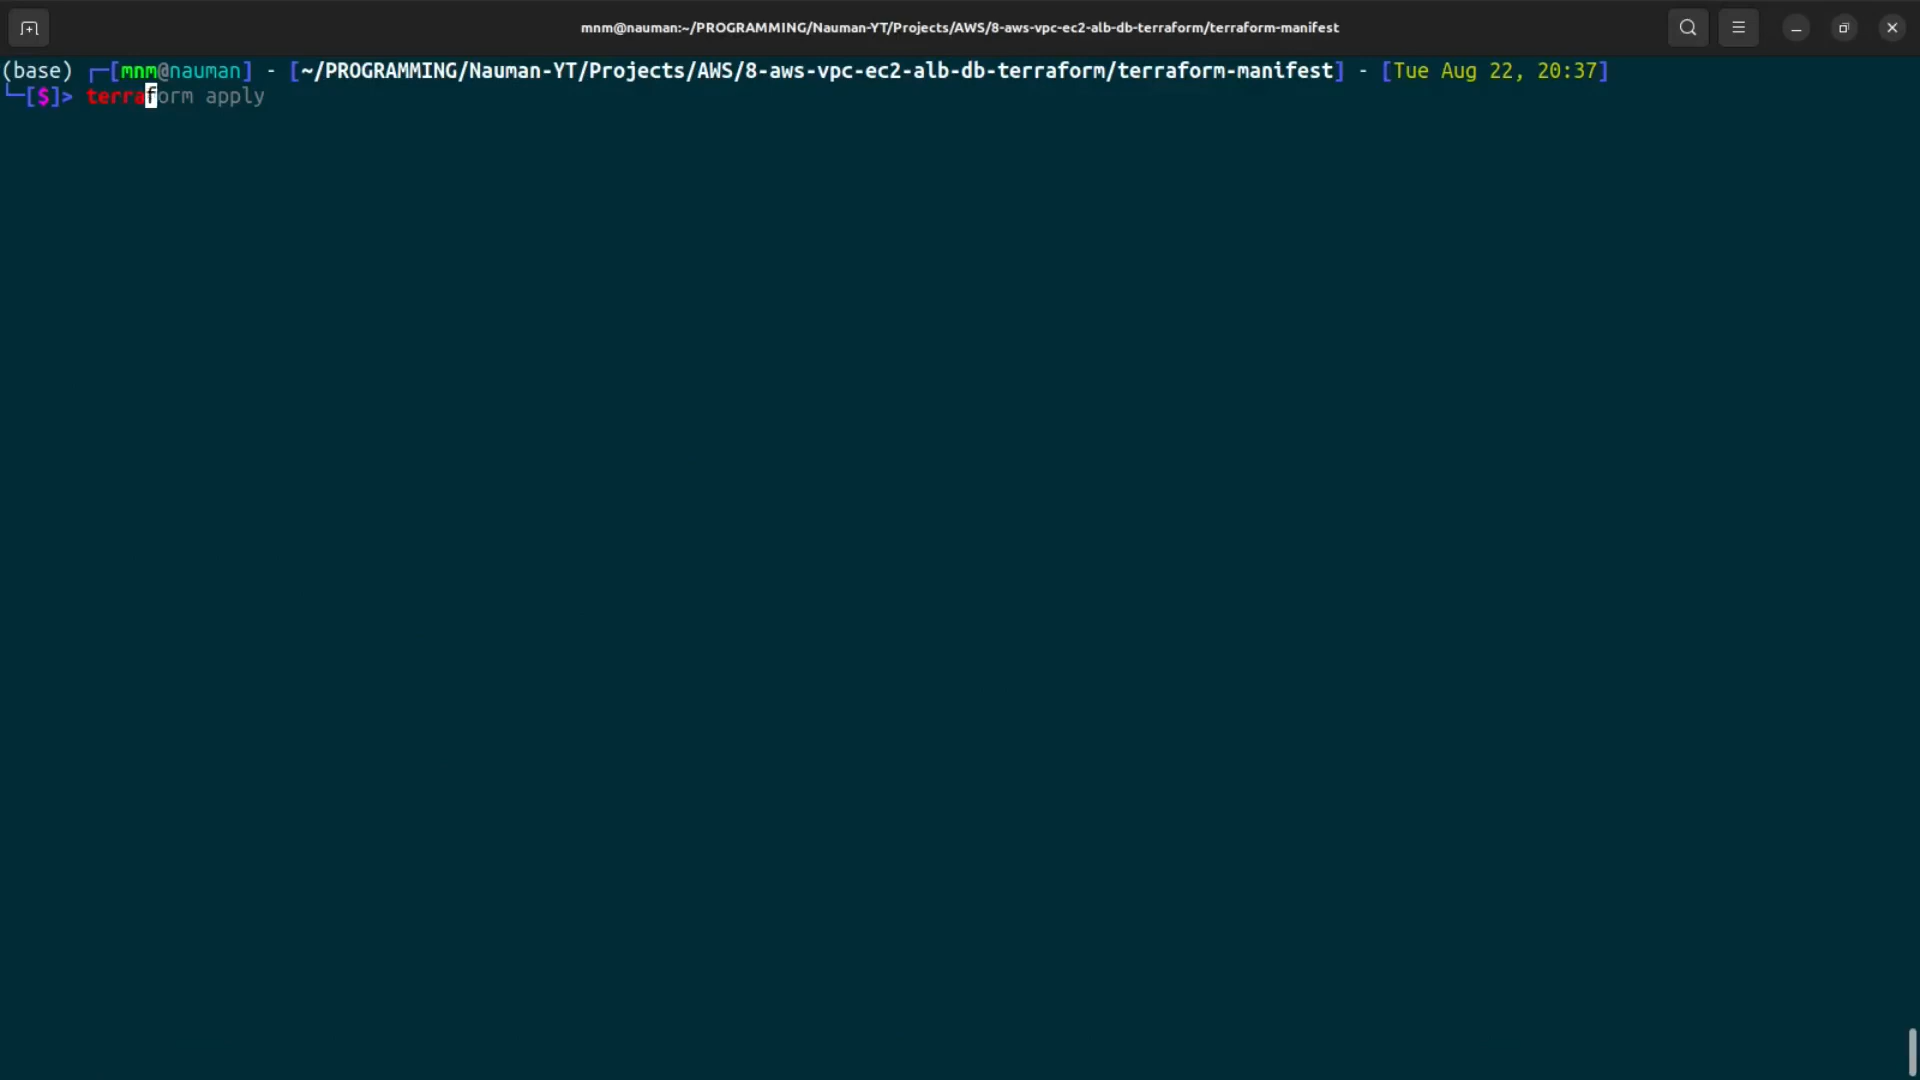 mnm@nauman:~/PROGRAMMING/Nauman-YT/Projects/AWS/8-aws-vpc-ec2-alb-db-terraform/terraform-manifest
(base) ┌─[mnm@nauman] - [~/PROGRAMMING/Nauman-YT/Projects/AWS/8-aws-vpc-ec2-alb-db-terraform/terraform-manifest] - [Tue Aug 22, 20:37]
└─[$]> terraform apply